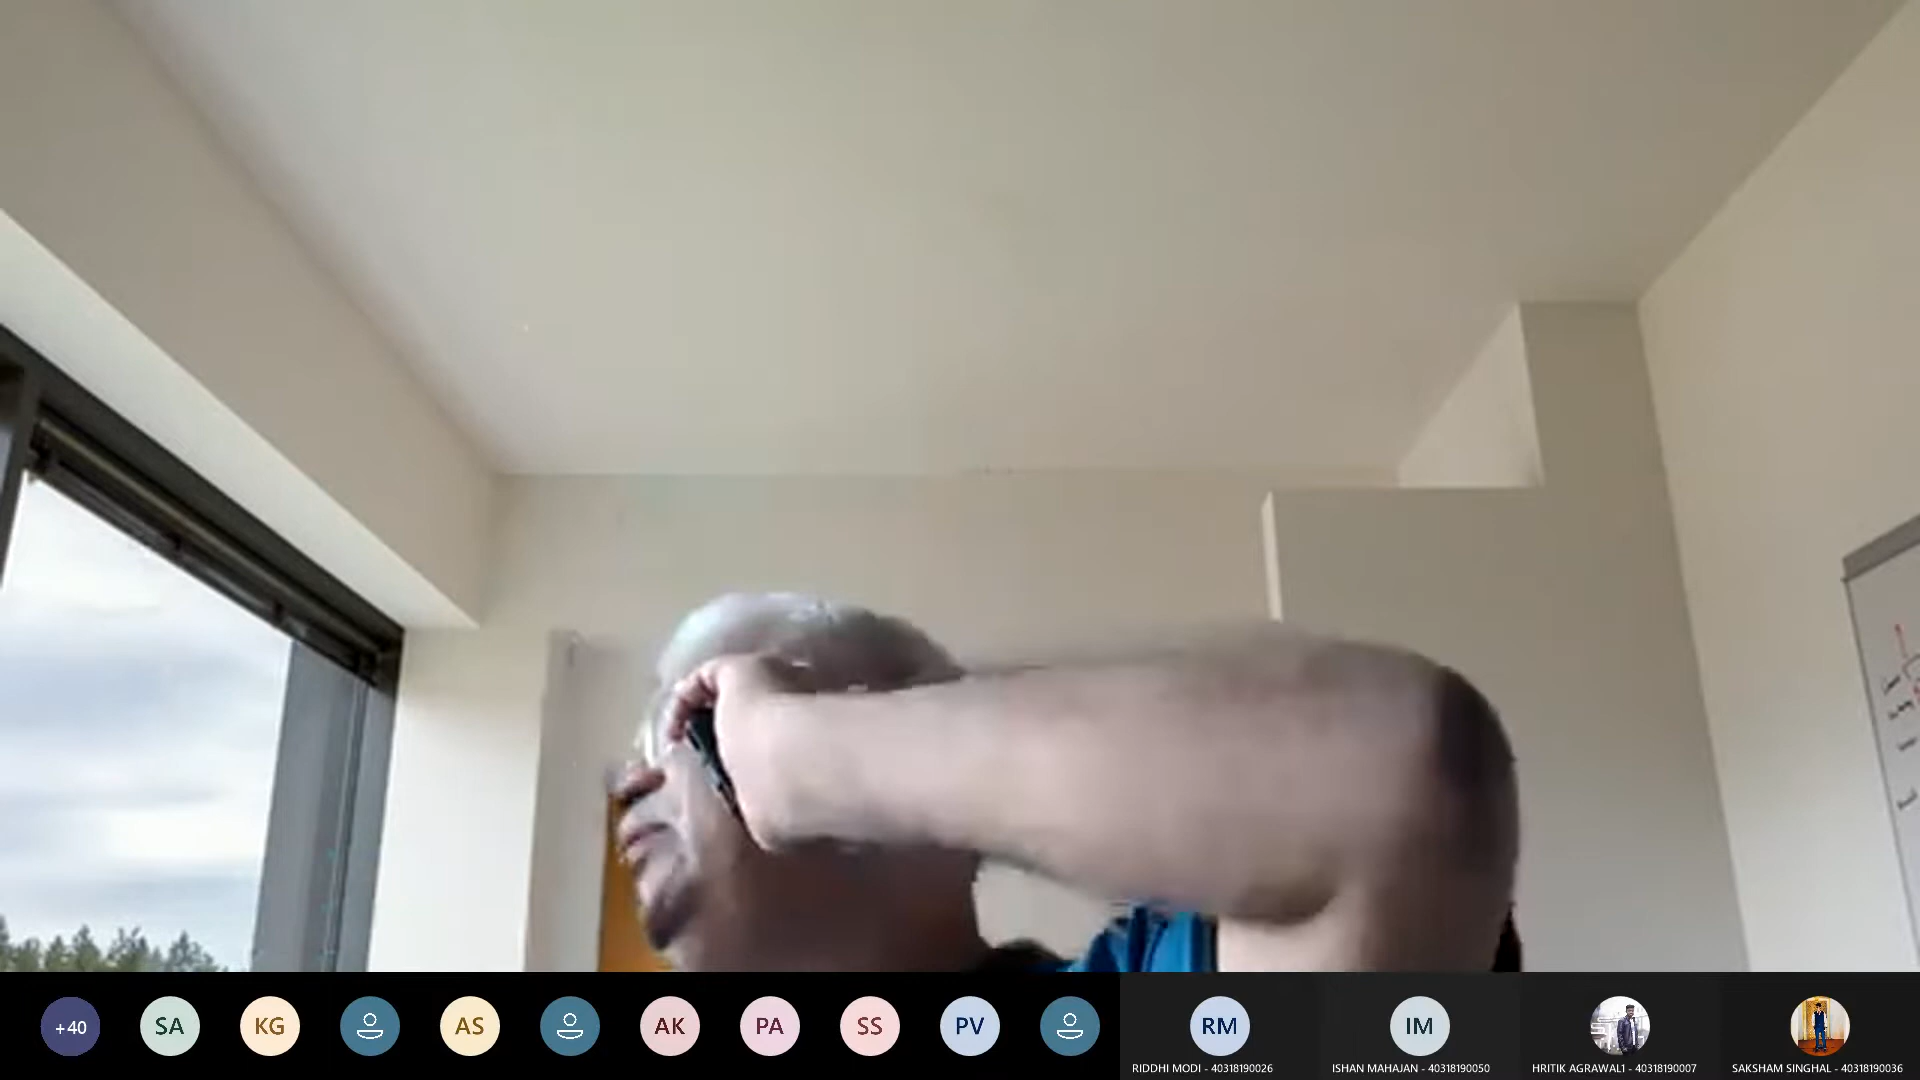 +40
SA
KG
AS
AK
PA
SS
PV
RM
IM
RIDDHI MODI - 40318190026
ISHAN MAHAJAN - 40318190050
HRITIK AGRAWAL1 - 40318190007
SAKSHAM SINGHAL - 40318190036